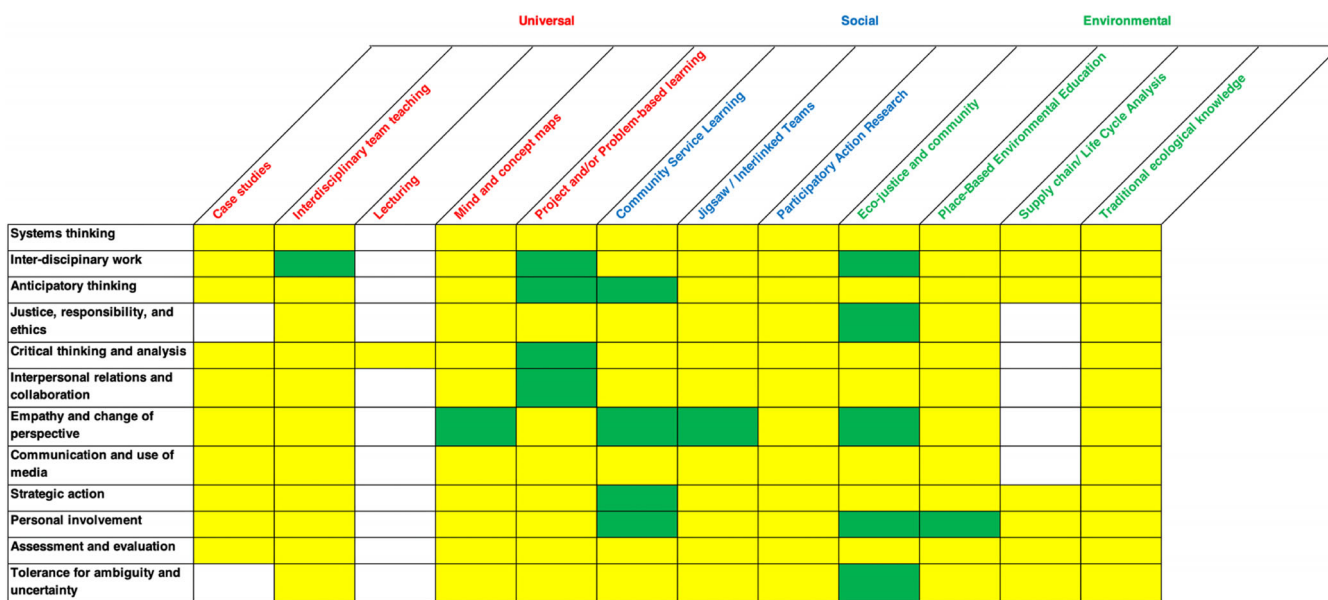 Universal
Social
Environmental
Case studies
Interdisciplinary team teaching
Lecturing
Mind and concept maps
Project and/or Problem-based learning
Community Service Learning
Jigsaw / Interlinked Teams
Participatory Action Research
Eco-justice and community
Place-Based Environmental Education
Supply chain/ Life Cycle Analysis
Traditional ecological knowledge
Systems thinking
Inter-discipinary work
Anticipatory thinking
Justice, responsibility, and
ethics
Critical thinking and analysis
Interpersonal relations and
collaboration
Empathy and change of
perspective
Communication and use of
media
Strategic action
Personal involvement
Assessment and evaluation
Tolerance for ambiguity and
uncertainty